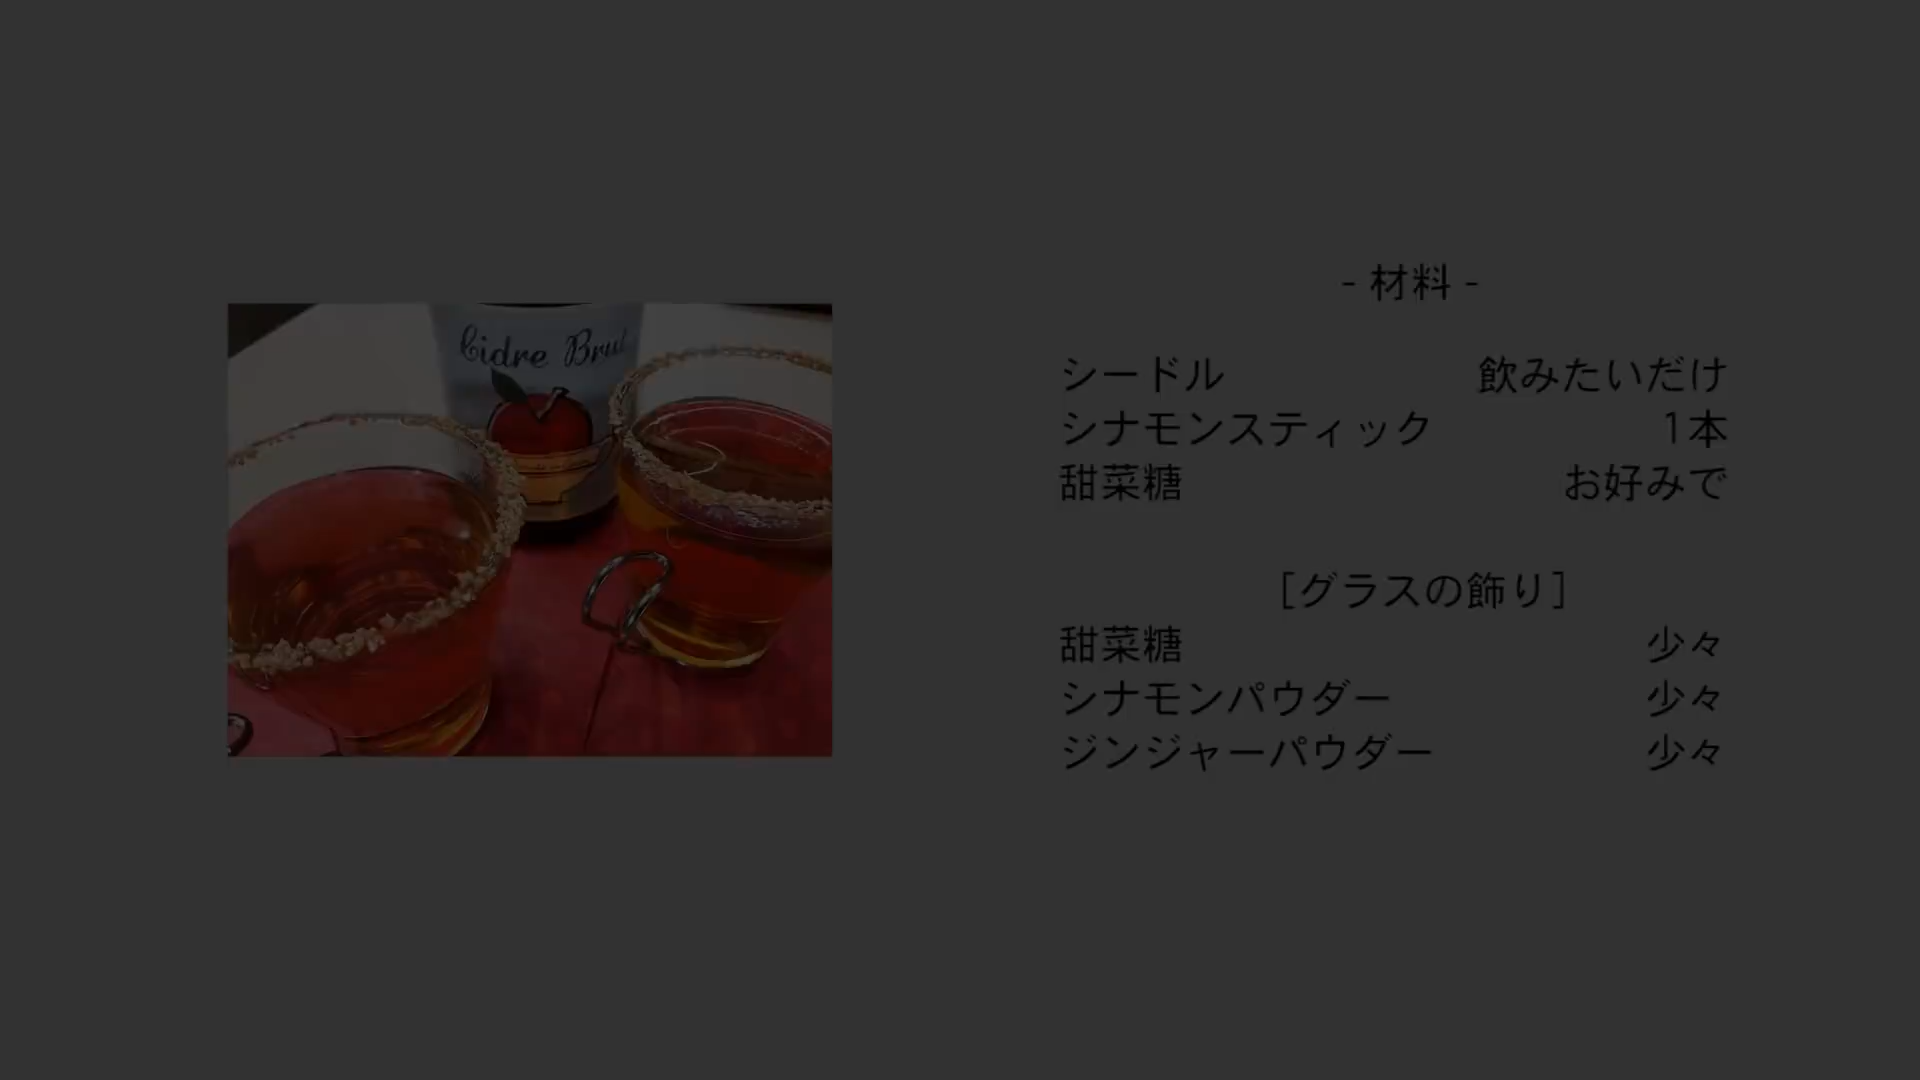 Cidre Brut
- 材料 -
シードル 飲みたいだけ
シナモンスティック 1本
甜菜糖 お好みで
［グラスの飾り］
甜菜糖 少々
シナモンパウダー 少々
ジンジャーパウダー 少々